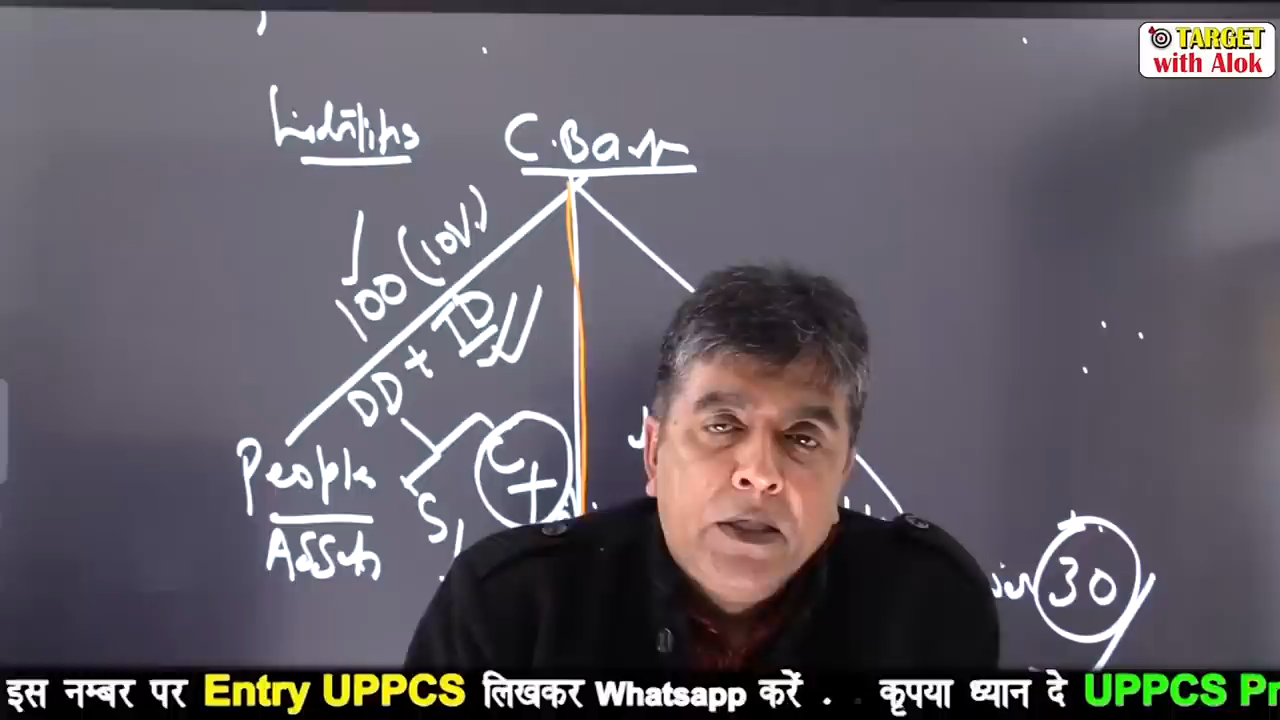 TARGET
with Alok
C.Bank
100 (10%)
DD + TD
People
Assets
C
+
S
30
इस नम्बर पर Entry UPPCS लिखकर Whatsapp करें . . कृपया ध्यान दे UPPCS Pr